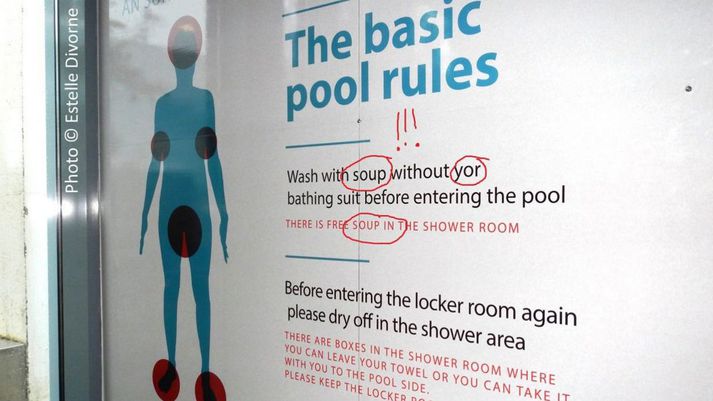 Photo © Estelle Divorne
The basic
pool rules
!!!
Wash with soup without yor
bathing suit before entering the pool
THERE IS FREE SOUP IN THE SHOWER ROOM
Before entering the locker room again
please dry off in the shower area
THERE ARE BOXES IN THE SHOWER ROOM WHERE
YOU CAN LEAVE YOUR TOWEL OR YOU CAN TAKE IT
WITH YOU TO THE POOL SIDE.
PLEASE KEEP THE LOCKER